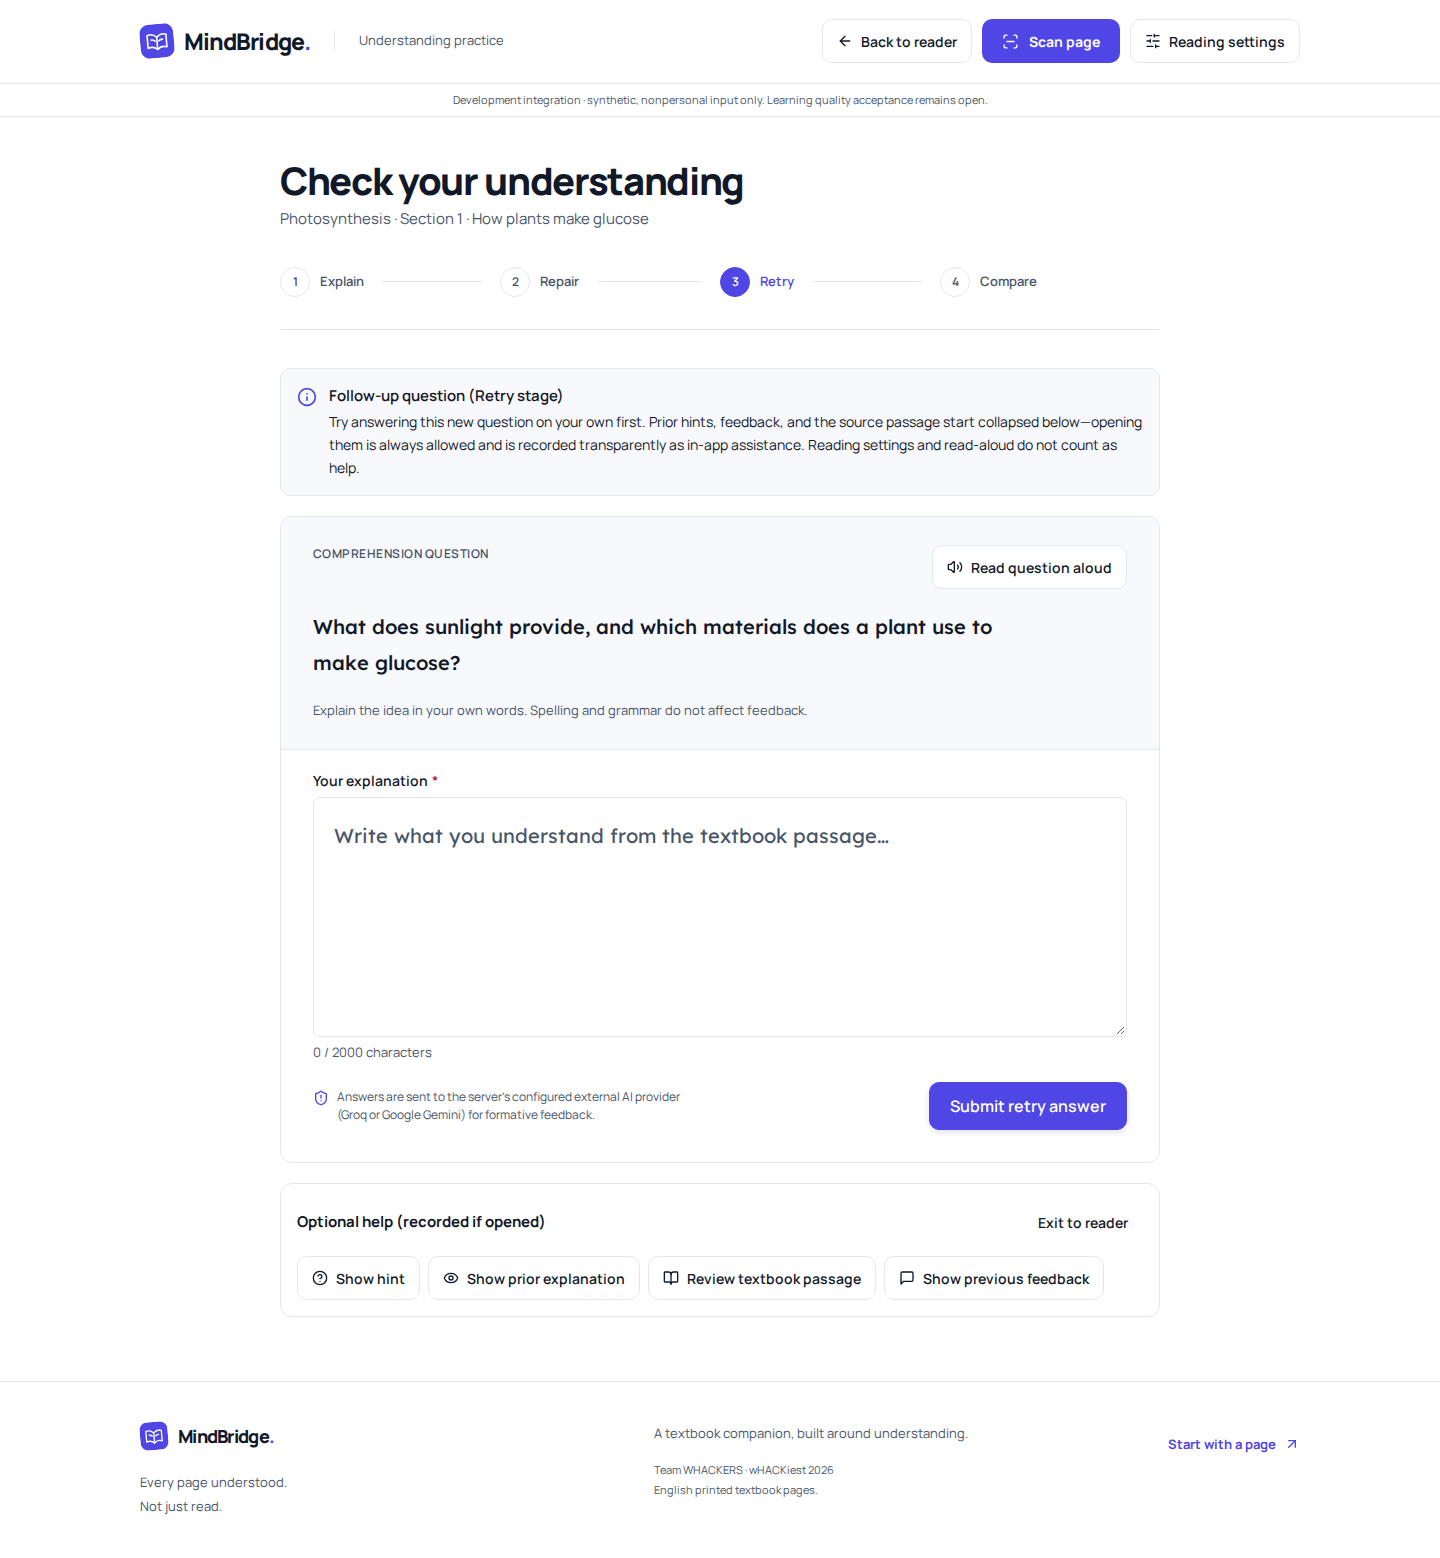 MindBridge.
Understanding practice
Back to reader
Scan page
Reading settings
Development integration · synthetic, nonpersonal input only. Learning quality acceptance remains open.
Check your understanding
Photosynthesis · Section 1 · How plants make glucose
1 Explain
2 Repair
3 Retry
4 Compare
Follow-up question (Retry stage)
Try answering this new question on your own first. Prior hints, feedback, and the source passage start collapsed below—opening
them is always allowed and is recorded transparently as in-app assistance. Reading settings and read-aloud do not count as
help.
COMPREHENSION QUESTION
Read question aloud
What does sunlight provide, and which materials does a plant use to
make glucose?
Explain the idea in your own words. Spelling and grammar do not affect feedback.
Your explanation *
Write what you understand from the textbook passage...
0 / 2000 characters
Answers are sent to the server's configured external AI provider
(Groq or Google Gemini) for formative feedback.
Submit retry answer
Optional help (recorded if opened)
Exit to reader
Show hint
Show prior explanation
Review textbook passage
Show previous feedback
MindBridge.
Every page understood.
Not just read.
A textbook companion, built around understanding.
Team WHACKERS · wHACKiest 2026
English printed textbook pages.
Start with a page